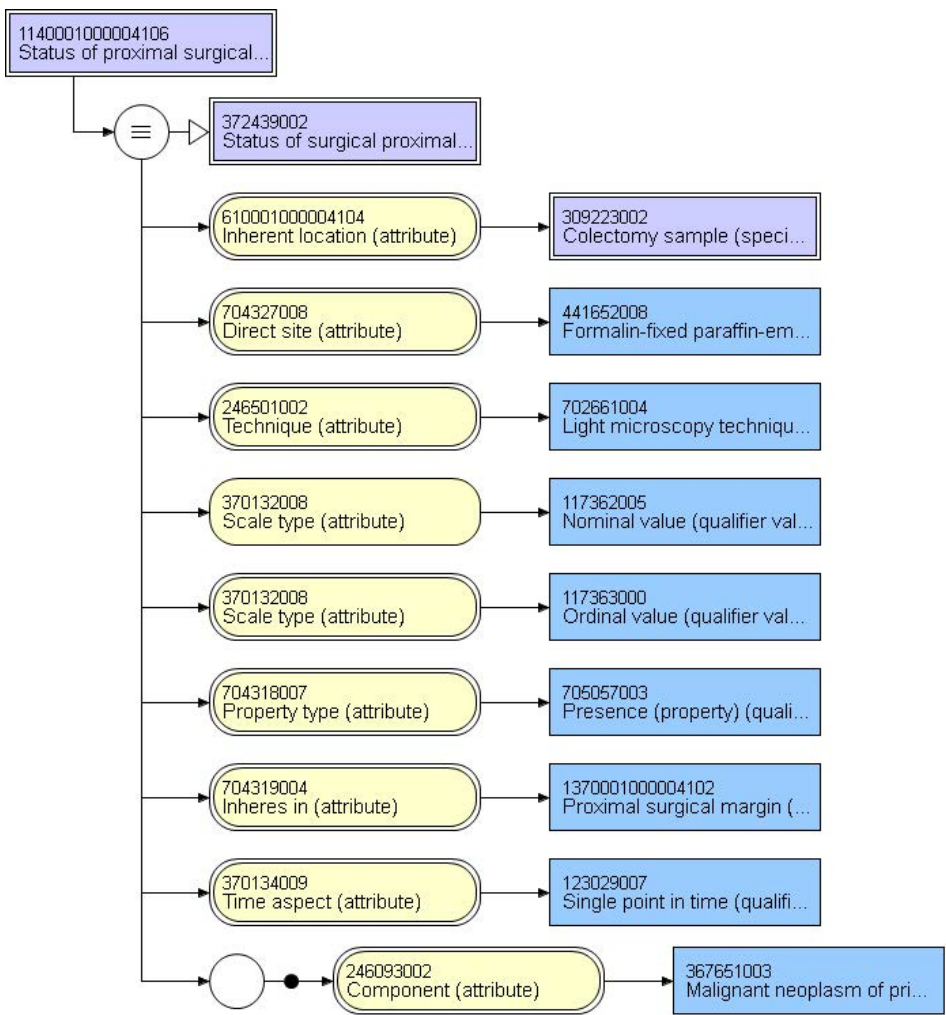 1140001000004106
Status of proximal surgical...
≡
372439002
Status of surgical proximal...
610001000004104
Inherent location (attribute)
309223002
Colectomy sample (speci...
704327008
Direct site (attribute)
441652008
Formalin-fixed paraffin-em...
246501002
Technique (attribute)
702661004
Light microscopy techniqu...
370132008
Scale type (attribute)
117362005
Nominal value (qualifier val...
370132008
Scale type (attribute)
117363000
Ordinal value (qualifier val...
704318007
Property type (attribute)
705057003
Presence (property) (quali...
704319004
Inheres in (attribute)
1370001000004102
Proximal surgical margin (...
370134009
Time aspect (attribute)
123029007
Single point in time (qualifi...
246093002
Component (attribute)
367651003
Malignant neoplasm of pri...